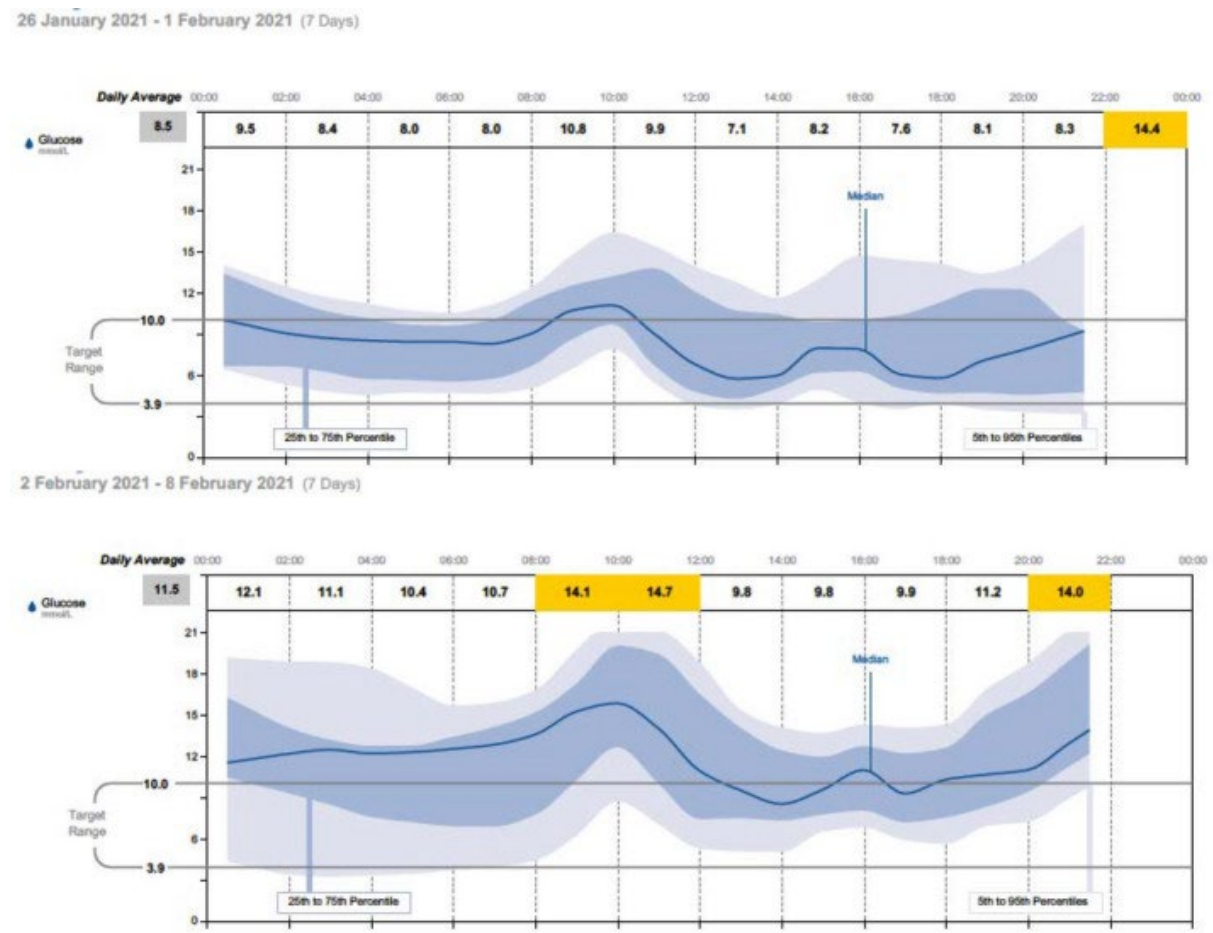 26 January 2021 - 1 February 2021 (7 Days)
Daily Average 00:00 02:00 04:00 06:00 08:00 10:00 12:00 14:00 16:00 18:00 20:00 22:00 00:00
Glucose
mmol/L
8.5 9.5 8.4 8.0 8.0 10.8 9.9 7.1 8.2 7.6 8.1 8.3 14.4
21
18
Median
15
12
10.0
Target
Range
6
3.9
25th to 75th Percentile
5th to 95th Percentiles
0
2 February 2021 - 8 February 2021 (7 Days)
Daily Average 00:00 02:00 04:00 06:00 08:00 10:00 12:00 14:00 16:00 18:00 20:00 22:00 00:00
Glucose
mmol/L
11.5 12.1 11.1 10.4 10.7 14.1 14.7 9.8 9.8 9.9 11.2 14.0
21
18
Median
15
12
10.0
Target
Range
6
3.9
25th to 75th Percentile
5th to 95th Percentiles
0